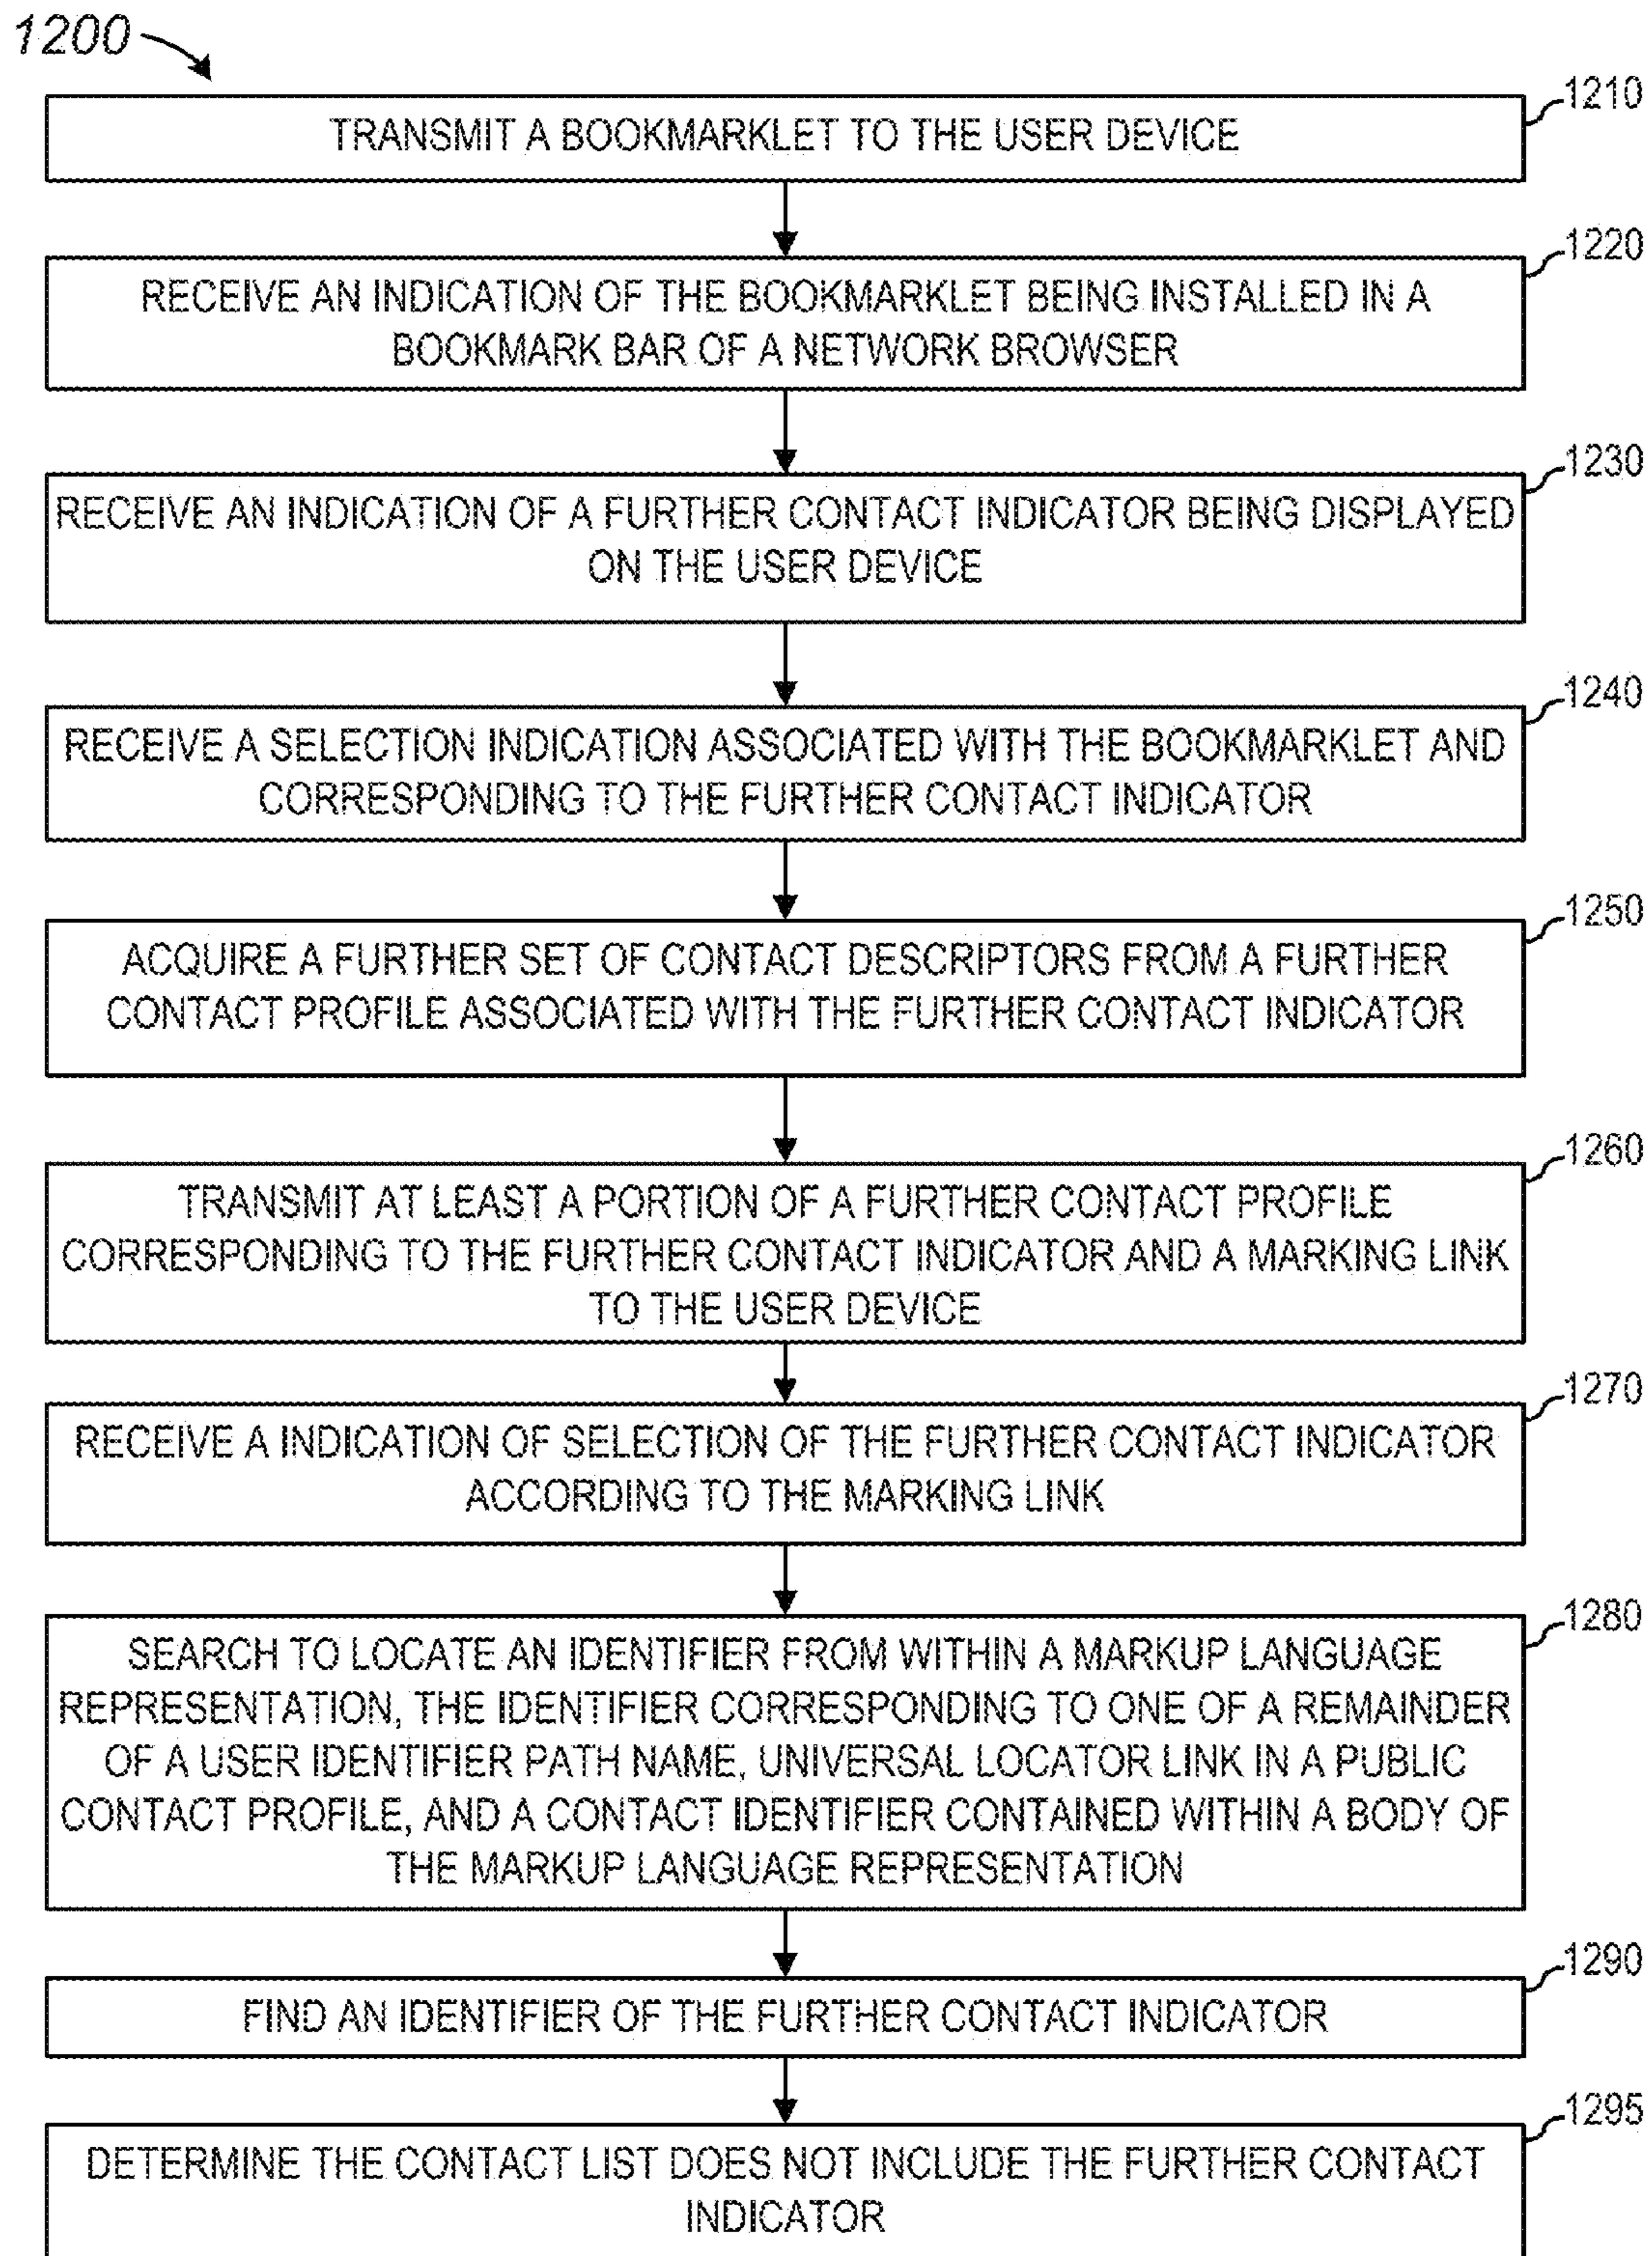 1200
1210
TRANSMIT A BOOKMARKLET TO THE USER DEVICE
1220
RECEIVE AN INDICATION OF THE BOOKMARKLET BEING INSTALLED IN A
BOOKMARK BAR OF A NETWORK BROWSER
1230
RECEIVE AN INDICATION OF A FURTHER CONTACT INDICATOR BEING DISPLAYED
ON THE USER DEVICE
1240
RECEIVE A SELECTION INDICATION ASSOCIATED WITH THE BOOKMARKLET AND
CORRESPONDING TO THE FURTHER CONTACT INDICATOR
1250
ACQUIRE A FURTHER SET OF CONTACT DESCRIPTORS FROM A FURTHER
CONTACT PROFILE ASSOCIATED WITH THE FURTHER CONTACT INDICATOR
1260
TRANSMIT AT LEAST A PORTION OF A FURTHER CONTACT PROFILE
CORRESPONDING TO THE FURTHER CONTACT INDICATOR AND A MARKING LINK
TO THE USER DEVICE
1270
RECEIVE A INDICATION OF SELECTION OF THE FURTHER CONTACT INDICATOR
ACCORDING TO THE MARKING LINK
1280
SEARCH TO LOCATE AN IDENTIFIER FROM WITHIN A MARKUP LANGUAGE
REPRESENTATION, THE IDENTIFIER CORRESPONDING TO ONE OF A REMAINDER
OF A USER IDENTIFIER PATH NAME, UNIVERSAL LOCATOR LINK IN A PUBLIC
CONTACT PROFILE, AND A CONTACT IDENTIFIER CONTAINED WITHIN A BODY OF
THE MARKUP LANGUAGE REPRESENTATION
1290
FIND AN IDENTIFIER OF THE FURTHER CONTACT INDICATOR
1295
DETERMINE THE CONTACT LIST DOES NOT INCLUDE THE FURTHER CONTACT
INDICATOR